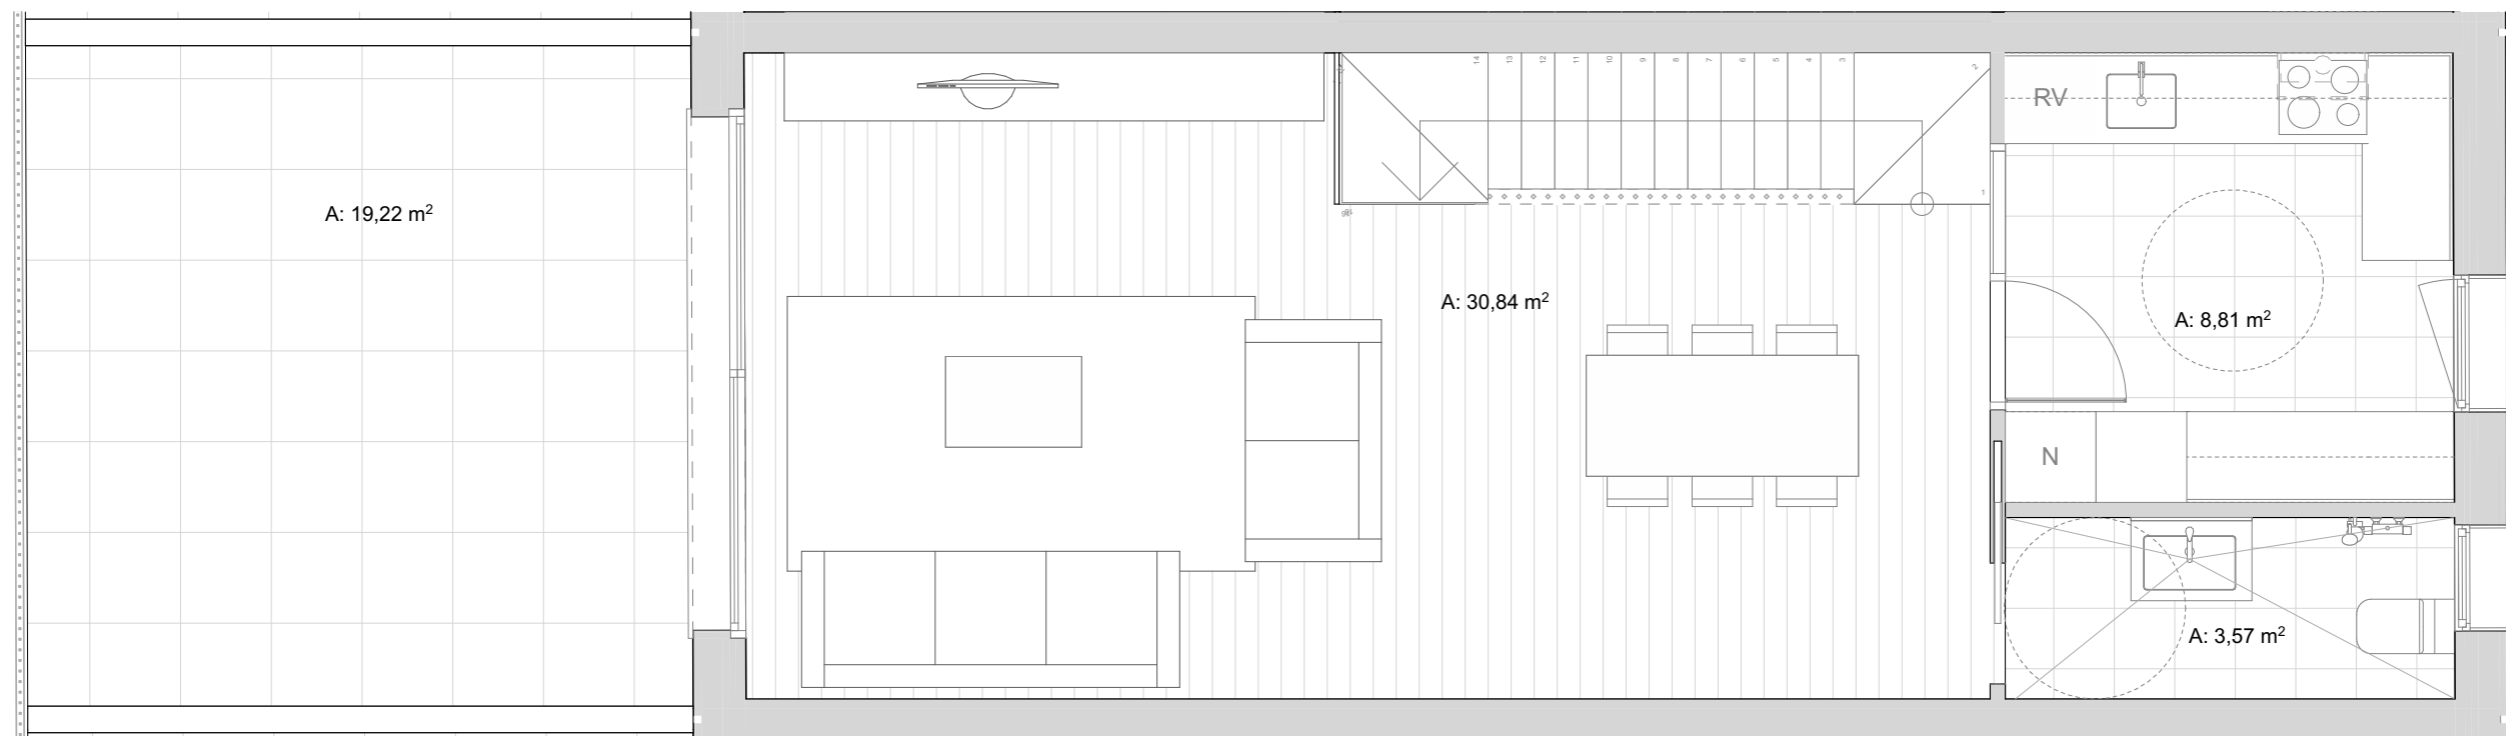 14 13 12 11 10 9 8 7 6 5 4 3 2
RV
1
A: 19,22 m²
A: 30,84 m²
A: 8,81 m²
N
A: 3,57 m²